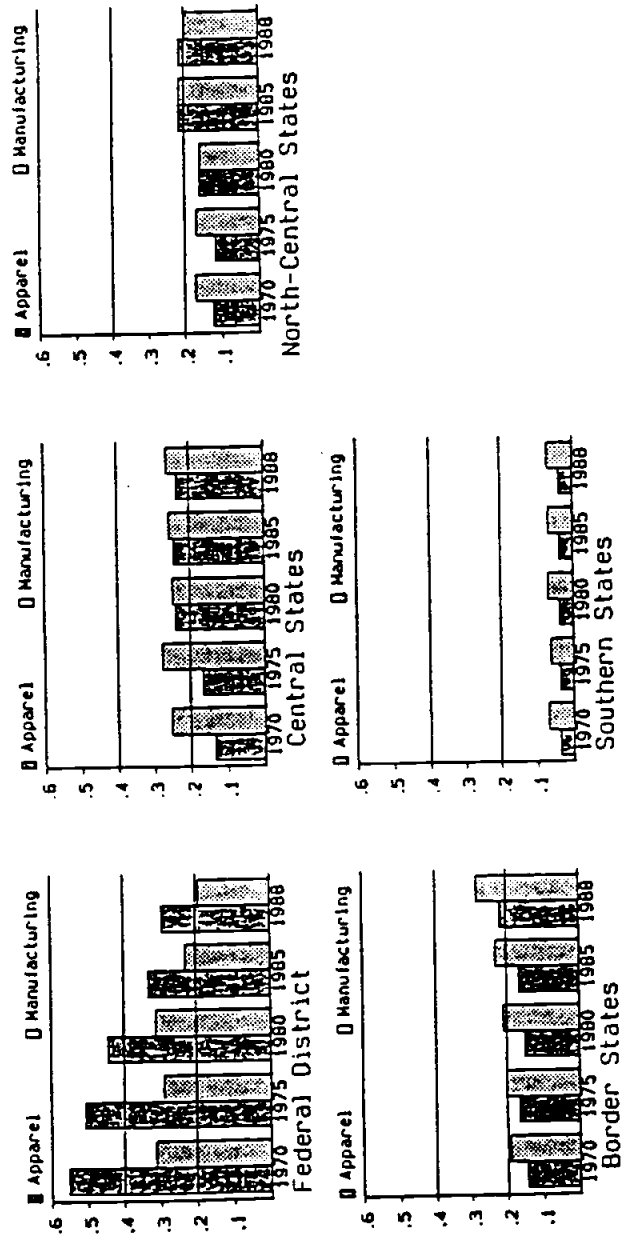 Apparel Manufacturing
.6
.5
.4
.3
.2
.1
1970 1975 1980 1985 1988
Federal District
Apparel Manufacturing
.6
.5
.4
.3
.2
.1
1970 1975 1980 1985 1988
Central States
Apparel Manufacturing
.6
.5
.4
.3
.2
.1
1970 1975 1980 1985 1988
North-Central States
Apparel Manufacturing
.6
.5
.4
.3
.2
.1
1970 1975 1980 1985 1988
Border States
Apparel Manufacturing
.6
.5
.4
.3
.2
.1
1970 1975 1980 1985 1988
Southern States